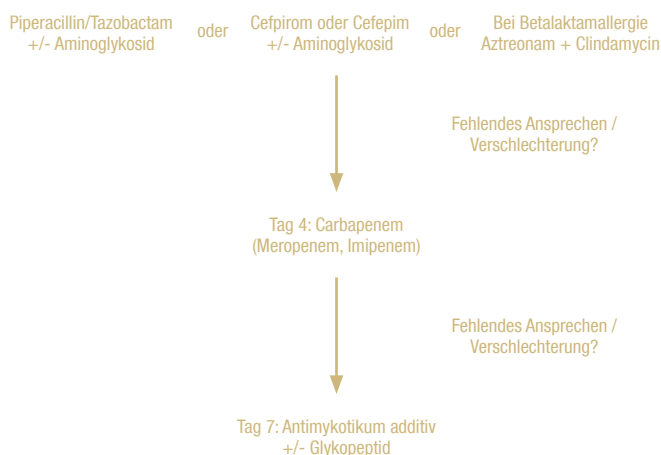 Piperacillin/Tazobactam
+/- Aminoglykosid
oder
Cefpirom oder Cefepim
+/- Aminoglykosid
oder
Bei Betalaktamallergie
Aztreonam + Clindamycin
Fehlendes Ansprechen /
Verschlechterung?
Tag 4: Carbapenem
(Meropenem, Imipenem)
Fehlendes Ansprechen /
Verschlechterung?
Tag 7: Antimykotikum additiv
+/- Glykopeptid